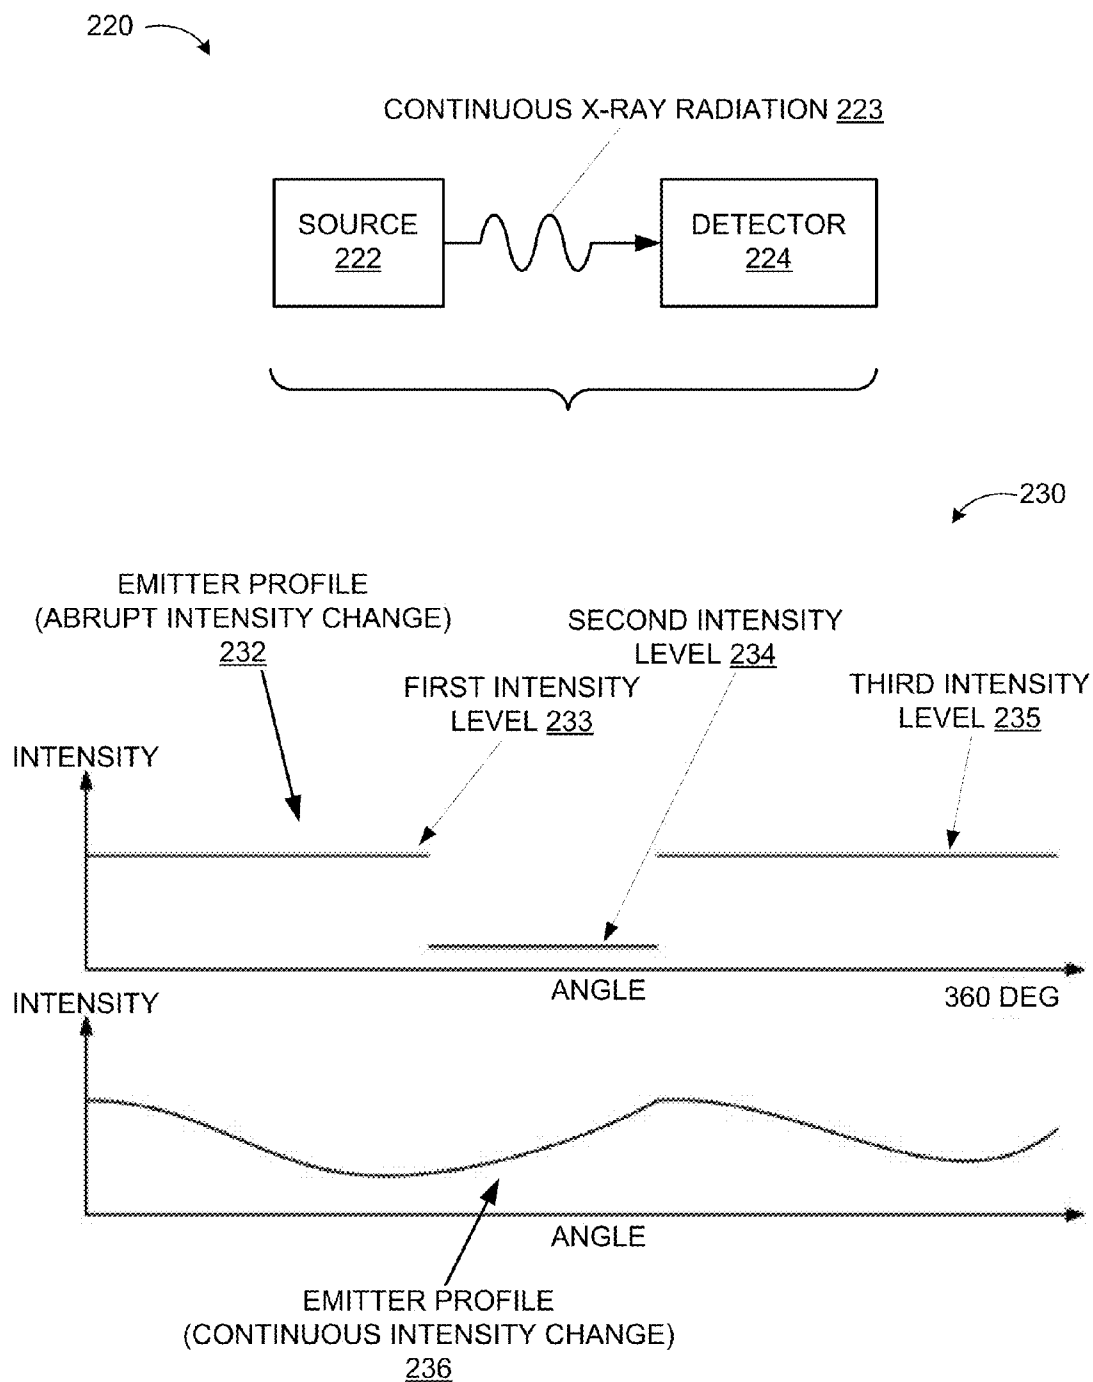 220
CONTINUOUS X-RAY RADIATION 223
SOURCE
222
DETECTOR
224
230
EMITTER PROFILE
(ABRUPT INTENSITY CHANGE)
232
SECOND INTENSITY
LEVEL 234
FIRST INTENSITY
LEVEL 233
THIRD INTENSITY
LEVEL 235
INTENSITY
ANGLE
360 DEG
INTENSITY
ANGLE
EMITTER PROFILE
(CONTINUOUS INTENSITY CHANGE)
236